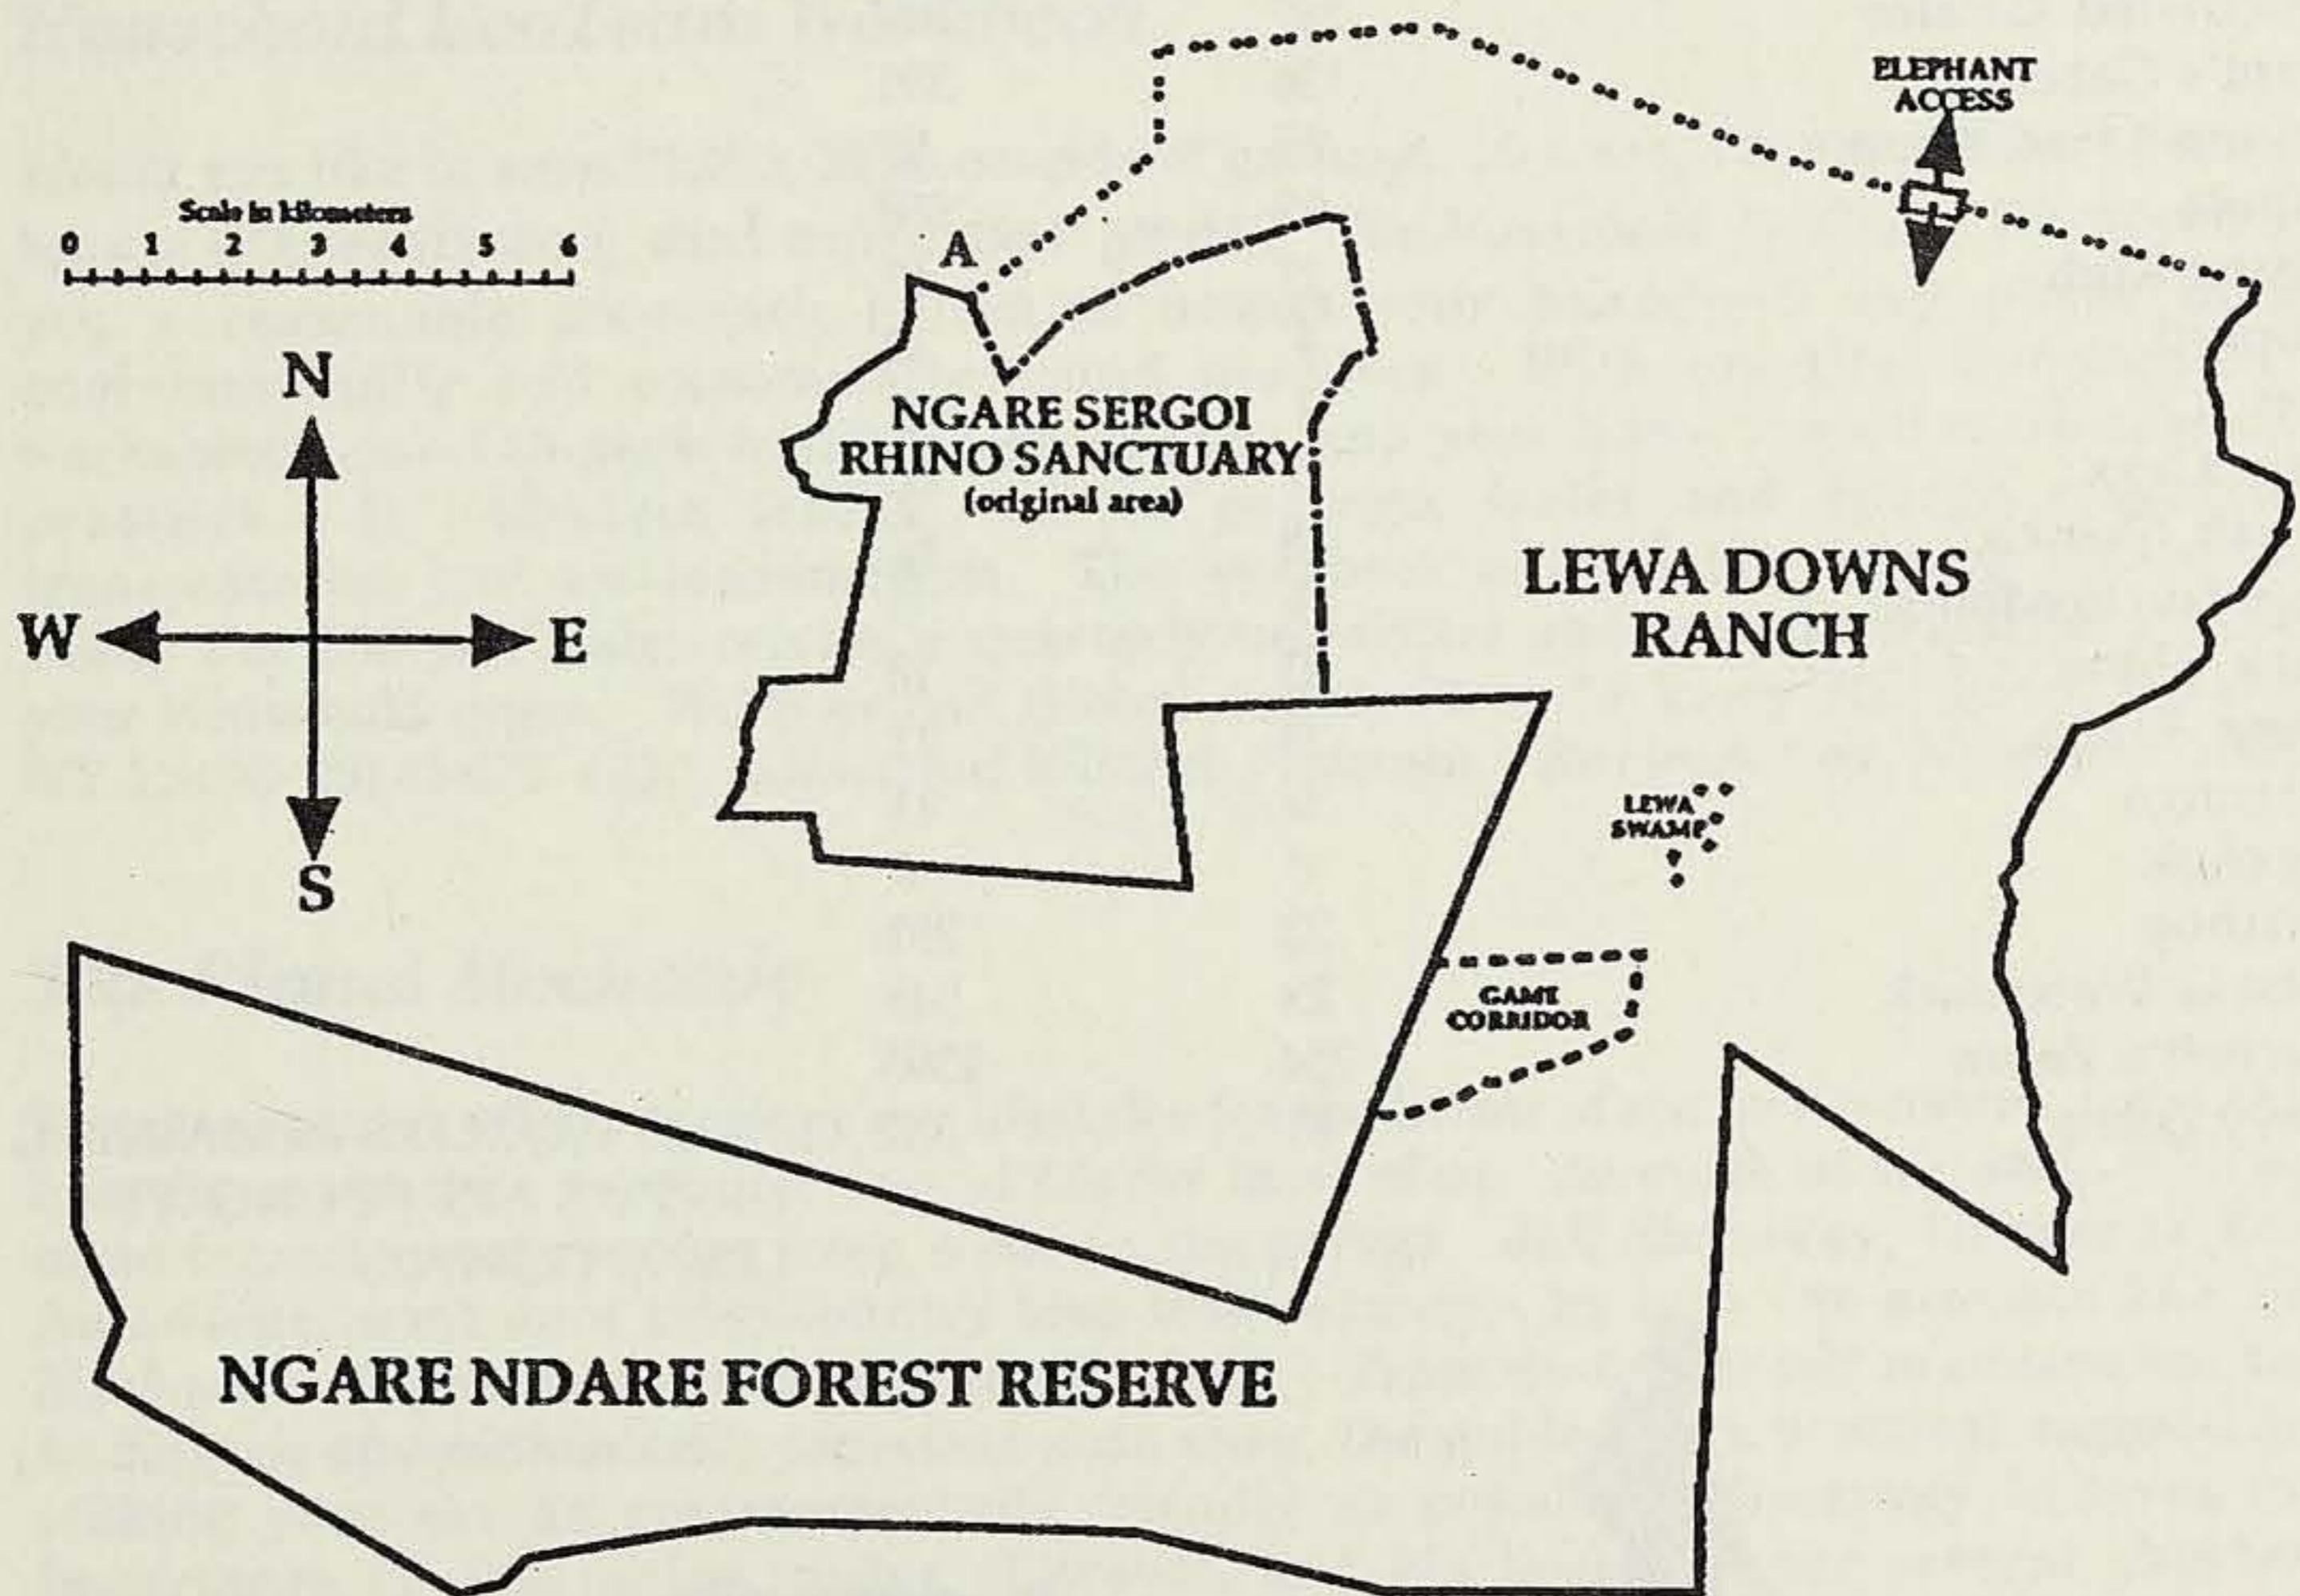 ELEPHANT
ACCESS
Scale in kilometers
0 1 2 3 4 5 6
A
N
W
E
S
NGARE SERGOI
RHINO SANCTUARY
(original area)
LEWA DOWNS
RANCH
LEWA
SWAMP
GAME
CORRIDOR
NGARE NDARE FOREST RESERVE